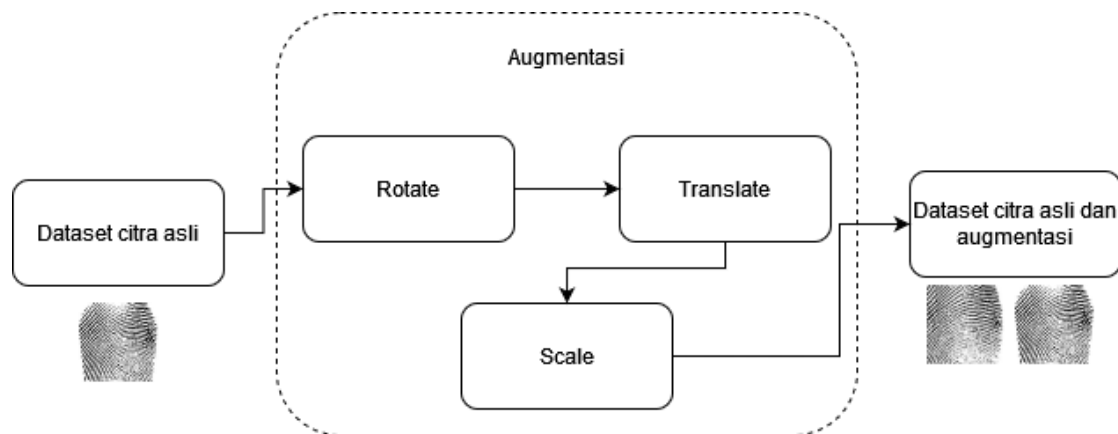 Augmentasi
Rotate
Translate
Dataset citra asli
Dataset citra asli dan
augmentasi
Scale